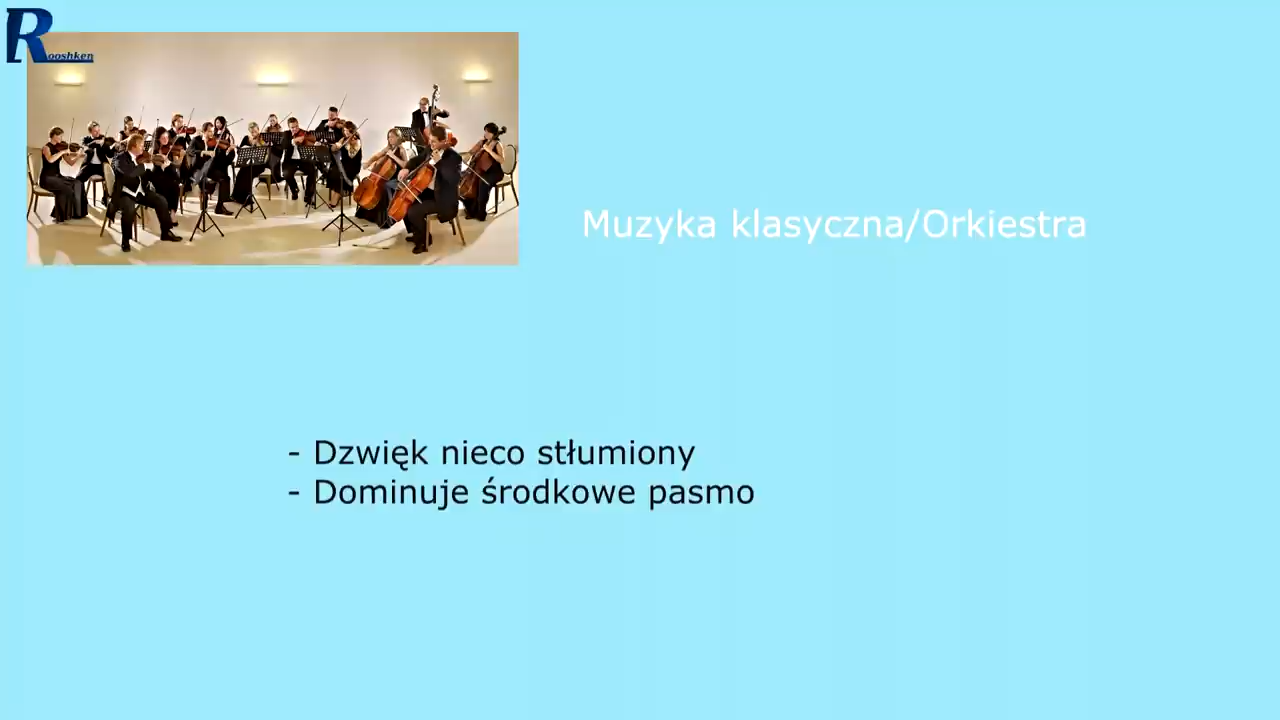 Rooshken
Muzyka klasyczna/Orkiestra
- Dzwięk nieco stłumiony
- Dominuje środkowe pasmo